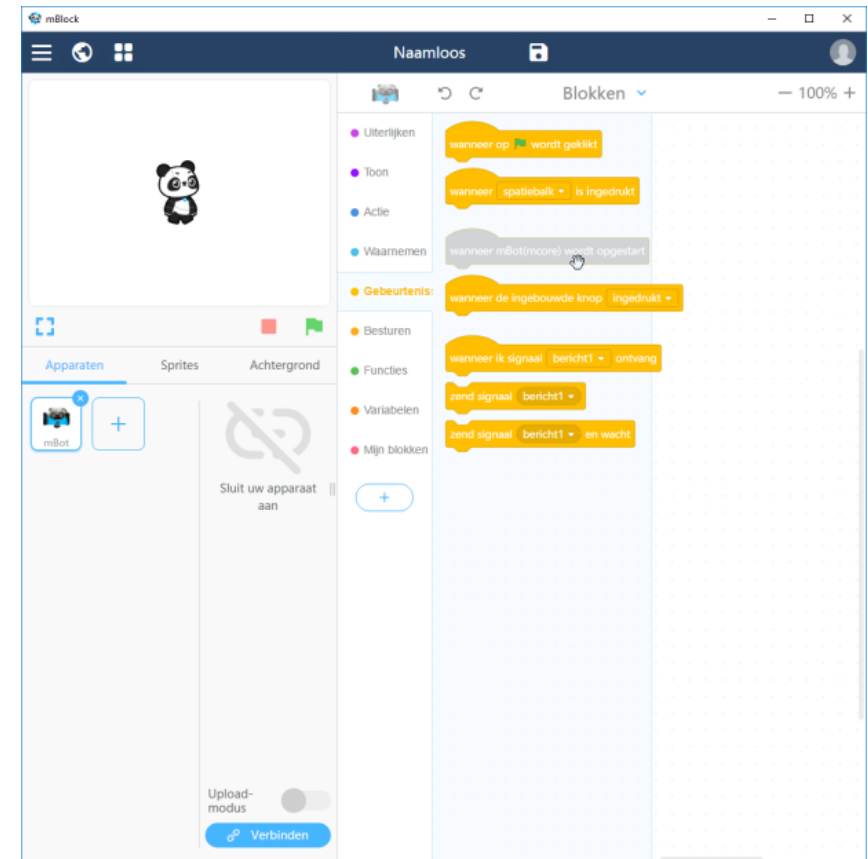 mBlock
Naamloos
Blokken
100%
Uiterlijken
Toon
Actie
Waarnemen
Gebeurtenis:
Besturen
Functies
Variabelen
Mijn blokken
+
wanneer op wordt geklikt
wanneer spatiebalk is ingedrukt
wanneer mBot(mcore) wordt opgestart
wanneer de ingebouwde knop ingedrukt
wanneer ik signaal bericht1 ontvang
zend signaal bericht1
zend signaal bericht1 en wacht
Apparaten
Sprites
Achtergrond
mBot
+
Sluit uw apparaat
aan
Upload-
modus
Verbinden